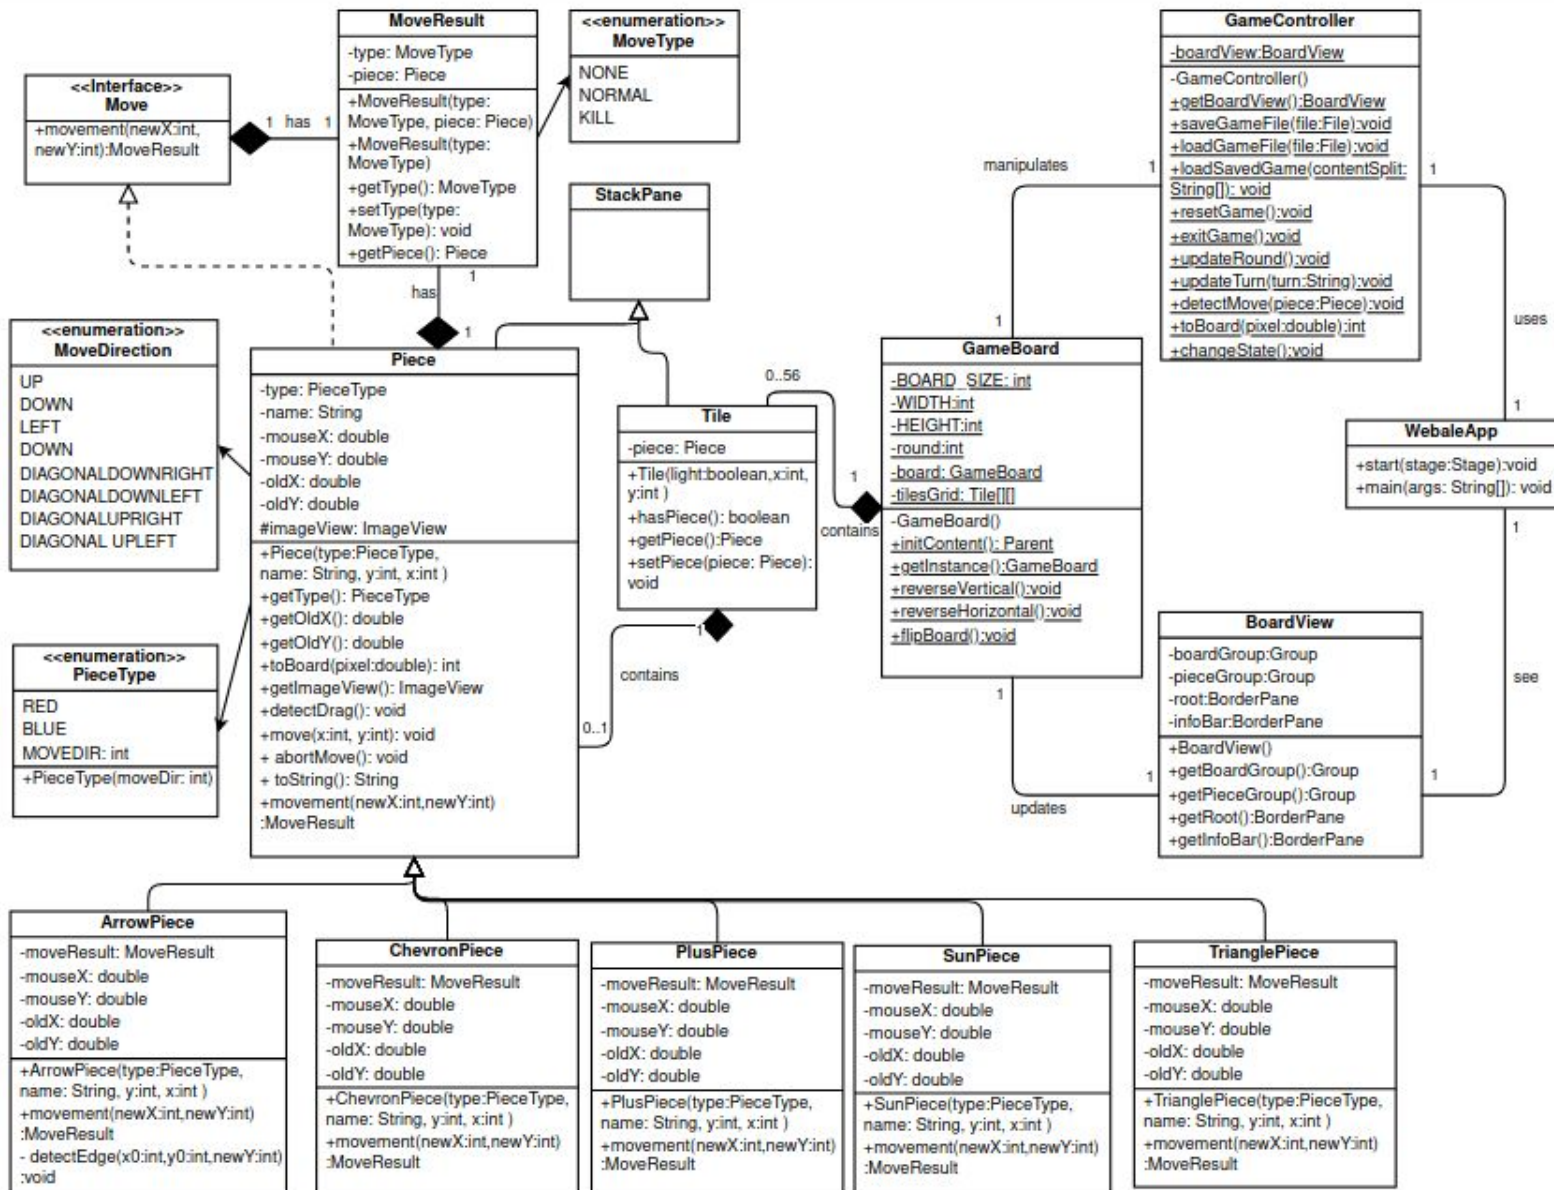 MoveResult
-type: MoveType
-piece: Piece
+MoveResult(type:
MoveType, piece: Piece)
+MoveResult(type:
MoveType)
+getType(): MoveType
+setType(type:
MoveType): void
+getPiece(): Piece
<<enumeration>>
MoveType
NONE
NORMAL
KILL
<<Interface>>
Move
+movement(newX:int,
newY:int):MoveResult
1 has 1
1
has
1
StackPane
GameController
-boardView:BoardView
-GameController()
+getBoardView():BoardView
+saveGameFile(file:File):void
+loadGameFile(file:File):void
+loadSavedGame(contentSplit:
String[]): void
+resetGame():void
+exitGame():void
+updateRound():void
+updateTurn(turn:String):void
+detectMove(piece:Piece):void
+toBoard(pixel:double):int
+changeState():void
manipulates
1
1
1
uses
1
<<enumeration>>
MoveDirection
UP
DOWN
LEFT
DOWN
DIAGONALDOWNRIGHT
DIAGONALDOWNLEFT
DIAGONALUPRIGHT
DIAGONAL UPLEFT
<<enumeration>>
PieceType
RED
BLUE
MOVEDIR: int
+PieceType(moveDir: int)
Piece
-type: PieceType
-name: String
-mouseX: double
-mouseY: double
-oldX: double
-oldY: double
#imageView: ImageView
+Piece(type:PieceType,
name: String, y:int, x:int )
+getType(): PieceType
+getOldX(): double
+getOldY(): double
+toBoard(pixel:double): int
+getImageView(): ImageView
+detectDrag(): void
+move(x:int, y:int): void
+ abortMove(): void
+ toString(): String
+movement(newX:int,newY:int)
:MoveResult
Tile
-piece: Piece
+Tile(light:boolean,x:int,
y:int )
+hasPiece(): boolean
+getPiece():Piece
+setPiece(piece: Piece):
void
0..56
1
contains
1
contains
0..1
GameBoard
-BOARD_SIZE: int
-WIDTH:int
-HEIGHT:int
-round:int
-board: GameBoard
-tilesGrid: Tile[][]
-GameBoard()
+initContent(): Parent
+getInstance():GameBoard
+reverseVertical():void
+reverseHorizontal():void
+flipBoard():void
WebaleApp
+start(stage:Stage):void
+main(args: String[]): void
1
see
1
1
updates
1
BoardView
-boardGroup:Group
-pieceGroup:Group
-root:BorderPane
-infoBar:BorderPane
+BoardView()
+getBoardGroup():Group
+getPieceGroup():Group
+getRoot():BorderPane
+getInfoBar():BorderPane
ArrowPiece
-moveResult: MoveResult
-mouseX: double
-mouseY: double
-oldX: double
-oldY: double
+ArrowPiece(type:PieceType,
name: String, y:int, x:int )
+movement(newX:int,newY:int)
:MoveResult
- detectEdge(x0:int,y0:int,newY:int)
:void
ChevronPiece
-moveResult: MoveResult
-mouseX: double
-mouseY: double
-oldX: double
-oldY: double
+ChevronPiece(type:PieceType,
name: String, y:int, x:int )
+movement(newX:int,newY:int)
:MoveResult
PlusPiece
-moveResult: MoveResult
-mouseX: double
-mouseY: double
-oldX: double
-oldY: double
+PlusPiece(type:PieceType,
name: String, y:int, x:int )
+movement(newX:int,newY:int)
:MoveResult
SunPiece
-moveResult: MoveResult
-mouseX: double
-mouseY: double
-oldX: double
-oldY: double
+SunPiece(type:PieceType,
name: String, y:int, x:int )
+movement(newX:int,newY:int)
:MoveResult
TrianglePiece
-moveResult: MoveResult
-mouseX: double
-mouseY: double
-oldX: double
-oldY: double
+TrianglePiece(type:PieceType,
name: String, y:int, x:int )
+movement(newX:int,newY:int)
:MoveResult